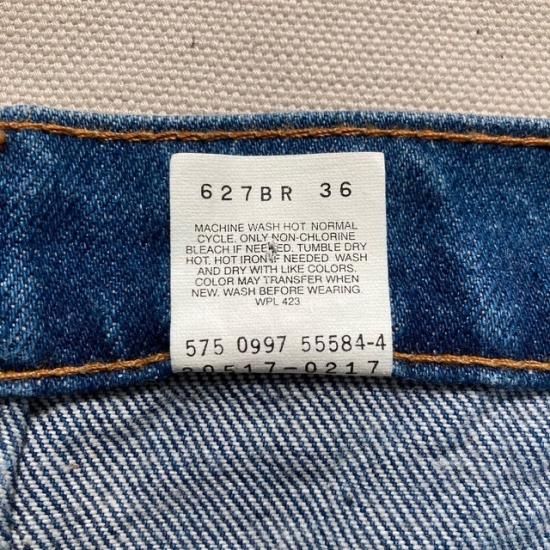 627BR 36
MACHINE WASH HOT NORMAL
CYCLE. ONLY NON-CHLORINE
BLEACH IF NEEDED. TUMBLE DRY
HOT. HOT IRON IF NEEDED WASH
AND DRY WITH LIKE COLORS.
COLOR MAY TRANSFER WHEN
NEW. WASH BEFORE WEARING.
WPL 423
575 0997 55584-4
20517-0217